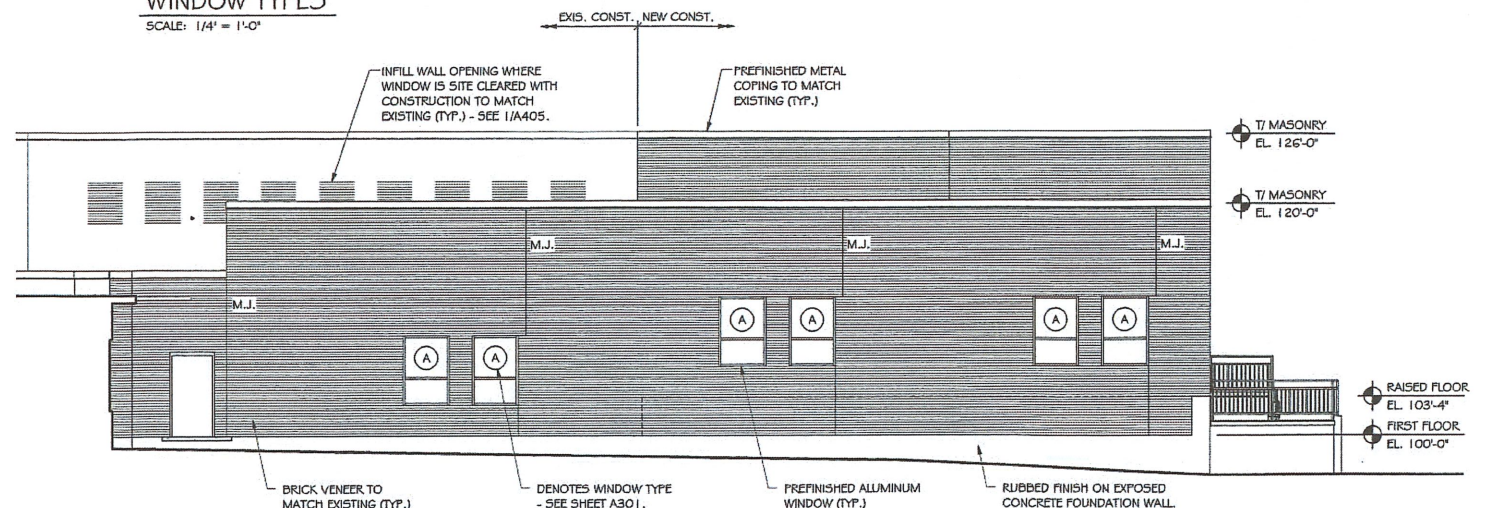 WINDOW TYPES
SCALE: 1/4" = 1'-0"
EXIS. CONST. NEW CONST.
INFILL WALL OPENING WHERE
WINDOW IS SITE CLEARED WITH
CONSTRUCTION TO MATCH
EXISTING (TYP.) - SEE 1/A405.
PREFINISHED METAL
COPING TO MATCH
EXISTING (TYP.)
T/ MASONRY
EL. 126'-0"
T/ MASONRY
EL. 120'-0"
M.J.
M.J.
M.J.
M.J.
A
A
A
A
A
A
RAISED FLOOR
EL. 103'-4"
FIRST FLOOR
EL. 100'-0"
BRICK VENEER TO
MATCH EXISTING (TYP.)
DENOTES WINDOW TYPE
- SEE SHEET A301.
PREFINISHED ALUMINUM
WINDOW (TYP.)
RUBBED FINISH ON EXPOSED
CONCRETE FOUNDATION WALL